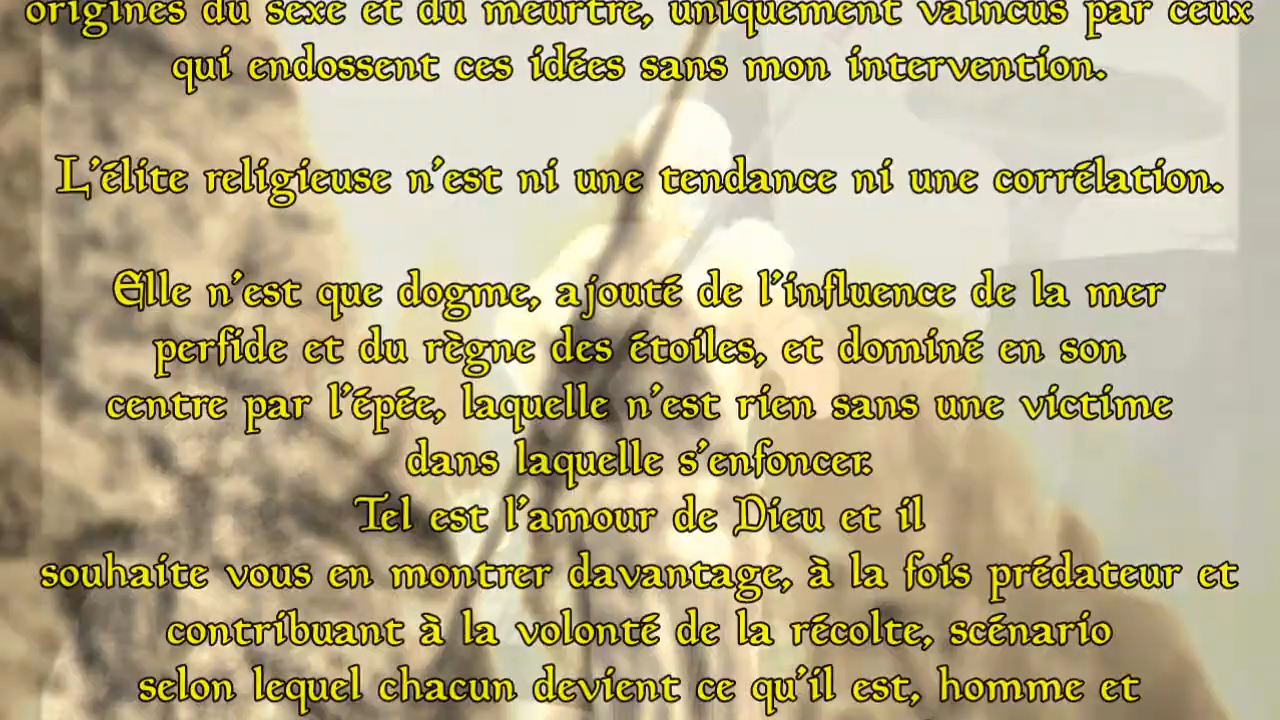 origines du sexe et du meurtre, uniquement vaincus par ceux
qui endossent ces idées sans mon intervention.
L'élite religieuse n'est ni une tendance ni une corrélation.
Elle n'est que dogme, ajouté de l'influence de la mer
perfide et du règne des étoiles, et dominé en son
centre par l'épée, laquelle n'est rien sans une victime
dans laquelle s'enfoncer.
Tel est l'amour de Dieu et il
souhaite vous en montrer davantage, à la fois prédateur et
contribuant à la volonté de la récolte, scénario
selon lequel chacun devient ce qu'il est, homme et